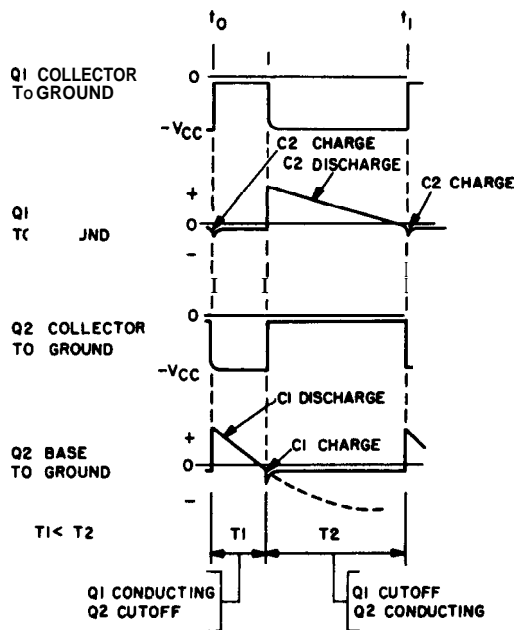 t0 t1
Q1 COLLECTOR
To GROUND
0
-VCC
C2 CHARGE
C2 DISCHARGE
C2 CHARGE
+
Q1
0
-
I I I
Q2 COLLECTOR
TO GROUND
0
-VCC
C1 DISCHARGE
+
C1 CHARGE
Q2 BASE
TO GROUND
0
-
T1< T2
T1 T2
Q1 CONDUCTING
Q2 CUTOFF
Q1 CUTOFF
Q2 CONDUCTING